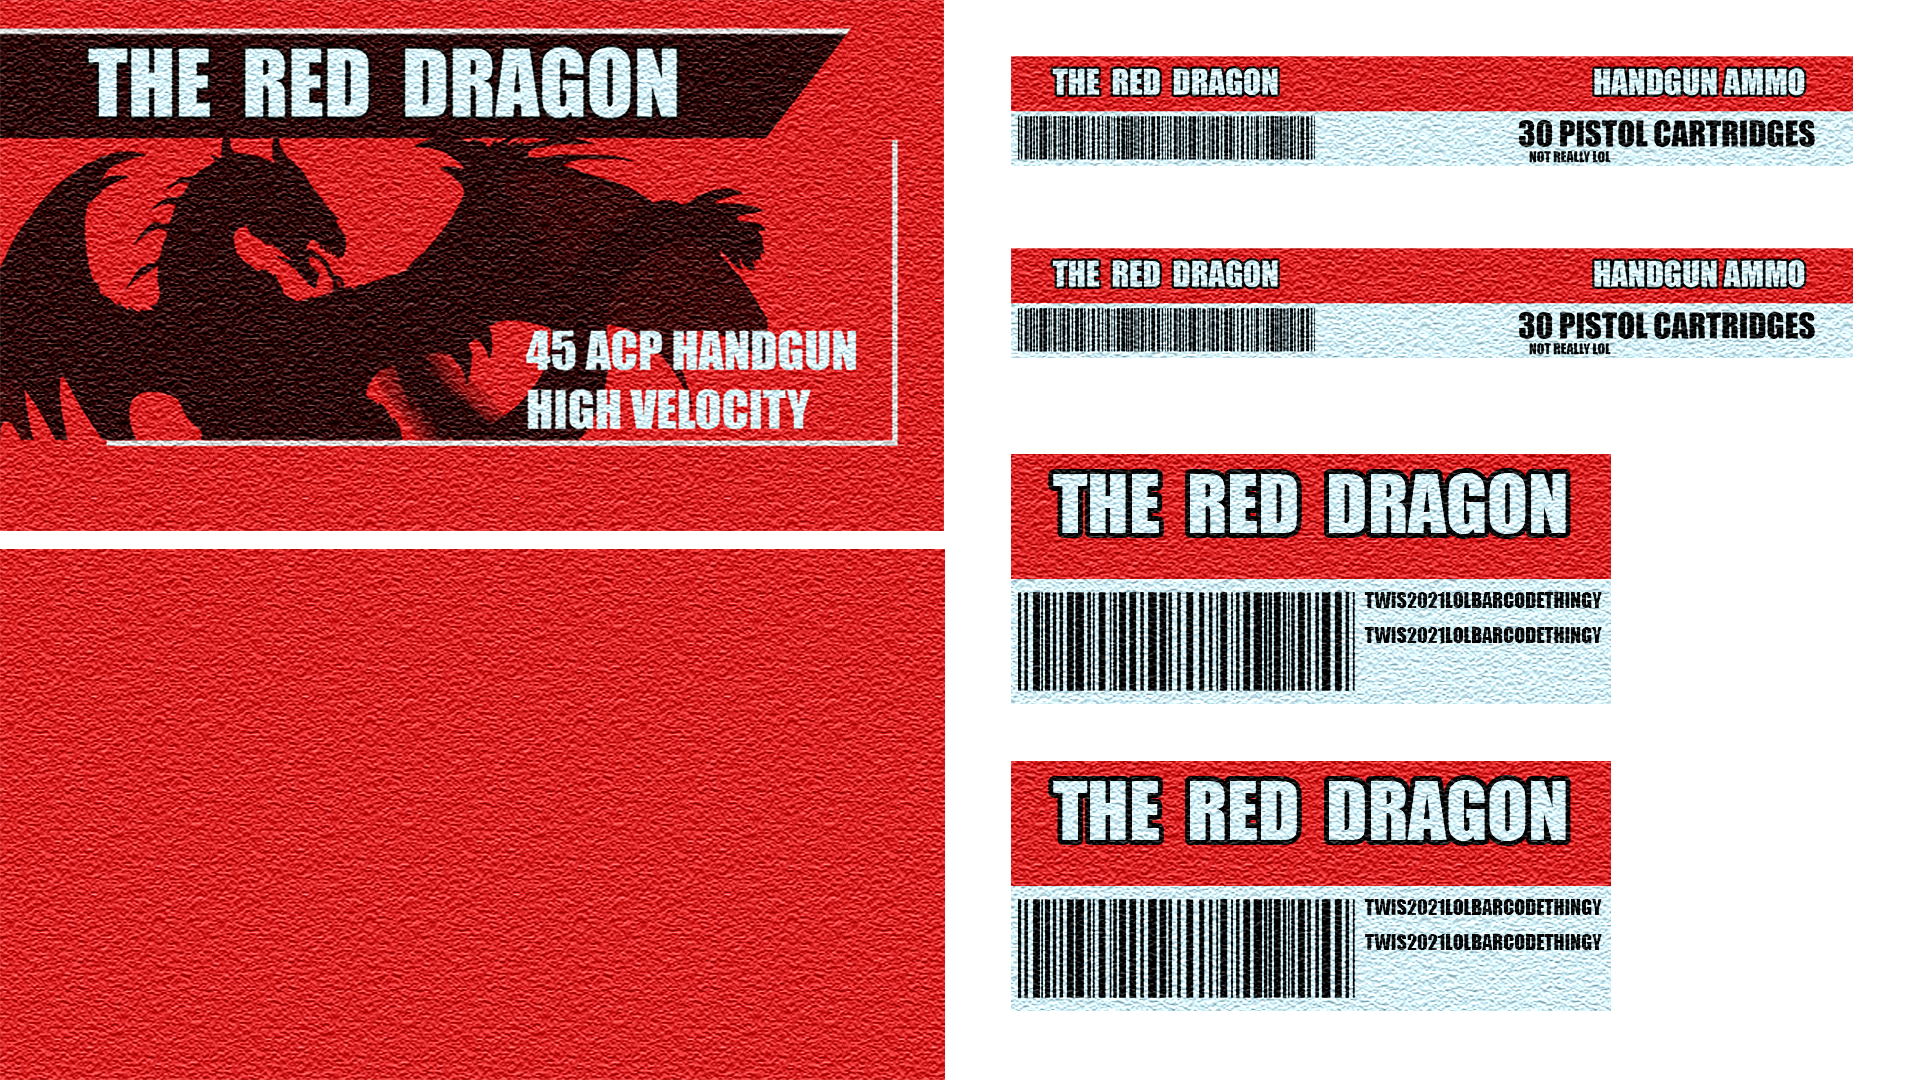 THE RED DRAGON
45 ACP HANDGUN
HIGH VELOCITY
THE RED DRAGON
HANDGUN AMMO
30 PISTOL CARTRIDGES
NOT REALLY LOL
THE RED DRAGON
HANDGUN AMMO
30 PISTOL CARTRIDGES
NOT REALLY LOL
THE RED DRAGON
TWIS2021LOLBARCODETHINGY
TWIS2021LOLBARCODETHINGY
THE RED DRAGON
TWIS2021LOLBARCODETHINGY
TWIS2021LOLBARCODETHINGY